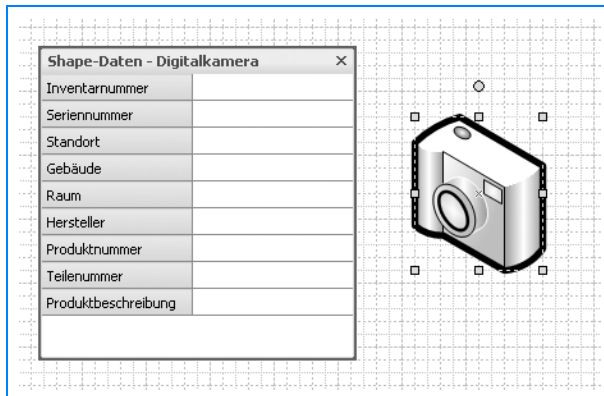 Shape-Daten - Digitalkamera
Inventarnummer
Seriennummer
Standort
Gebäude
Raum
Hersteller
Produktnummer
Teilenummer
Produktbeschreibung